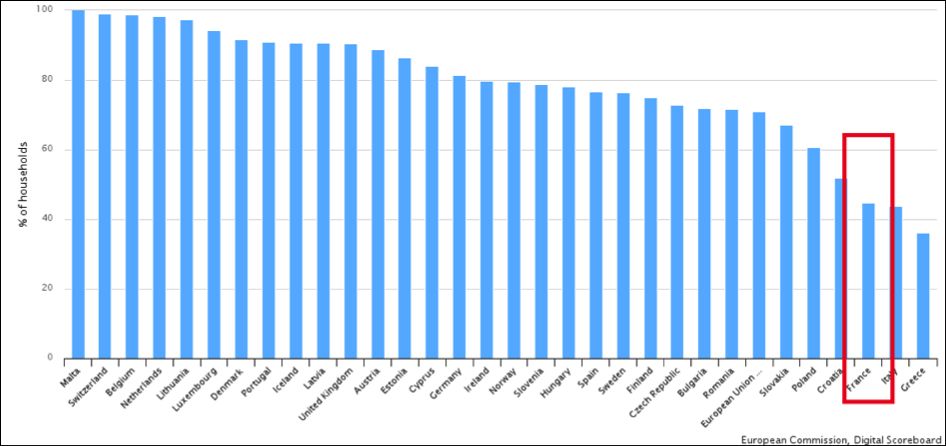 100
80
60
40
20
0
% of households
Malta
Switzerland
Belgium
Netherlands
Lithuania
Luxembourg
Denmark
Portugal
Iceland
Latvia
United Kingdom
Austria
Estonia
Cyprus
Germany
Ireland
Norway
Slovenia
Hungary
Spain
Sweden
Finland
Czech Republic
Bulgaria
Romania
European Union ...
Slovakia
Poland
Croatia
France
Italy
Greece
European Commission, Digital Scoreboard